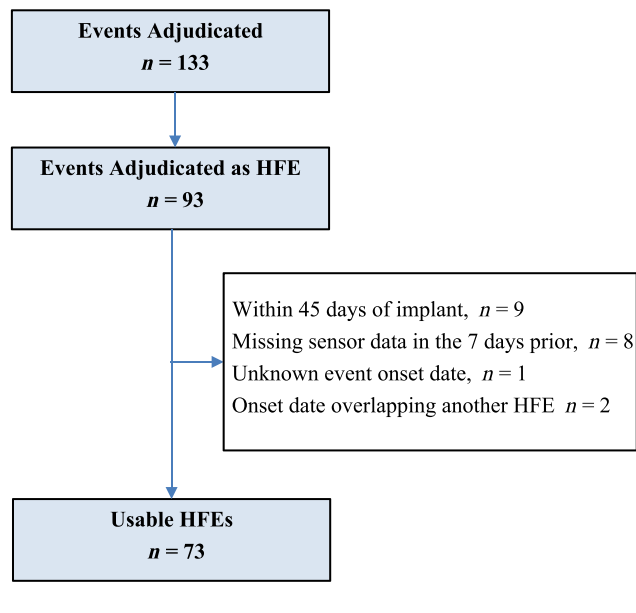 Events Adjudicated
n = 133
Events Adjudicated as HFE
n = 93
Within 45 days of implant, n = 9
Missing sensor data in the 7 days prior, n = 8
Unknown event onset date, n = 1
Onset date overlapping another HFE n = 2
Usable HFEs
n = 73